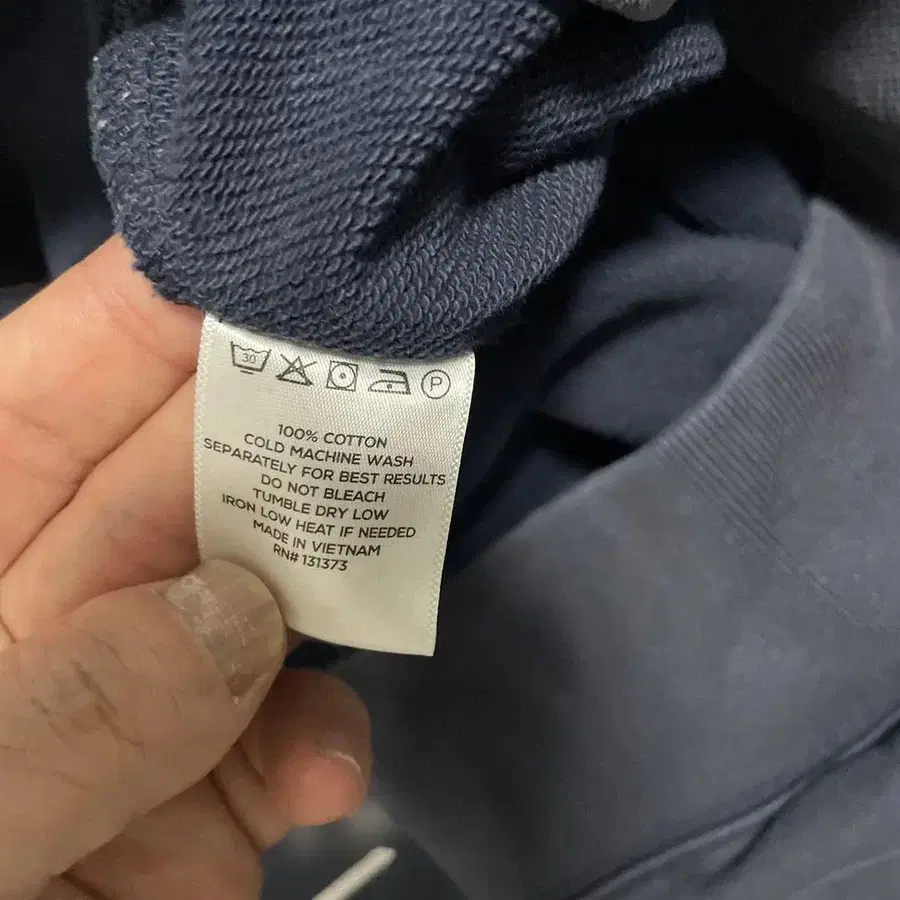 30 P
100% COTTON
COLD MACHINE WASH
SEPARATELY FOR BEST RESULTS
DO NOT BLEACH
TUMBLE DRY LOW
IRON LOW HEAT IF NEEDED
MADE IN VIETNAM
RN# 131373